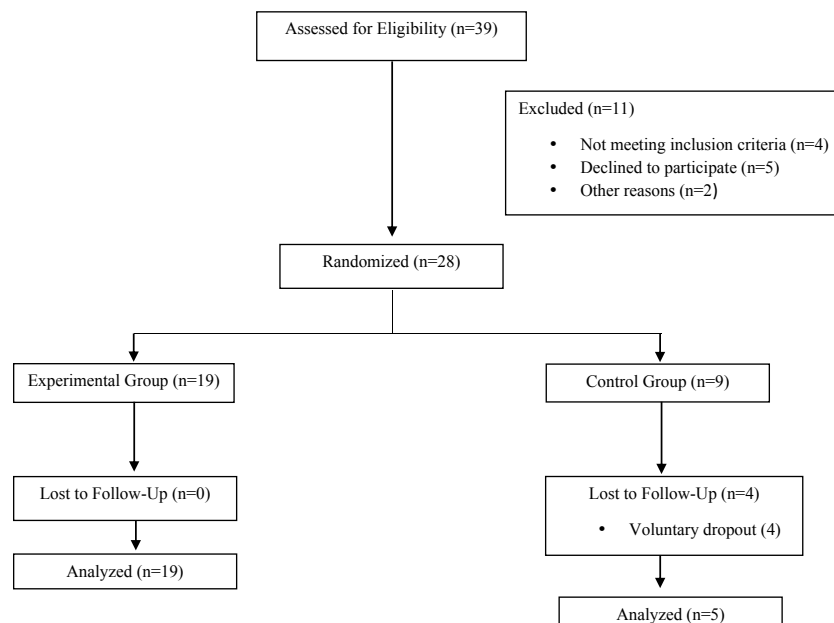 Assessed for Eligibility (n=39)
Excluded (n=11)
• Not meeting inclusion criteria (n=4)
• Declined to participate (n=5)
• Other reasons (n=2)
Randomized (n=28)
Experimental Group (n=19)
Control Group (n=9)
Lost to Follow-Up (n=0)
Lost to Follow-Up (n=4)
• Voluntary dropout (4)
Analyzed (n=19)
Analyzed (n=5)